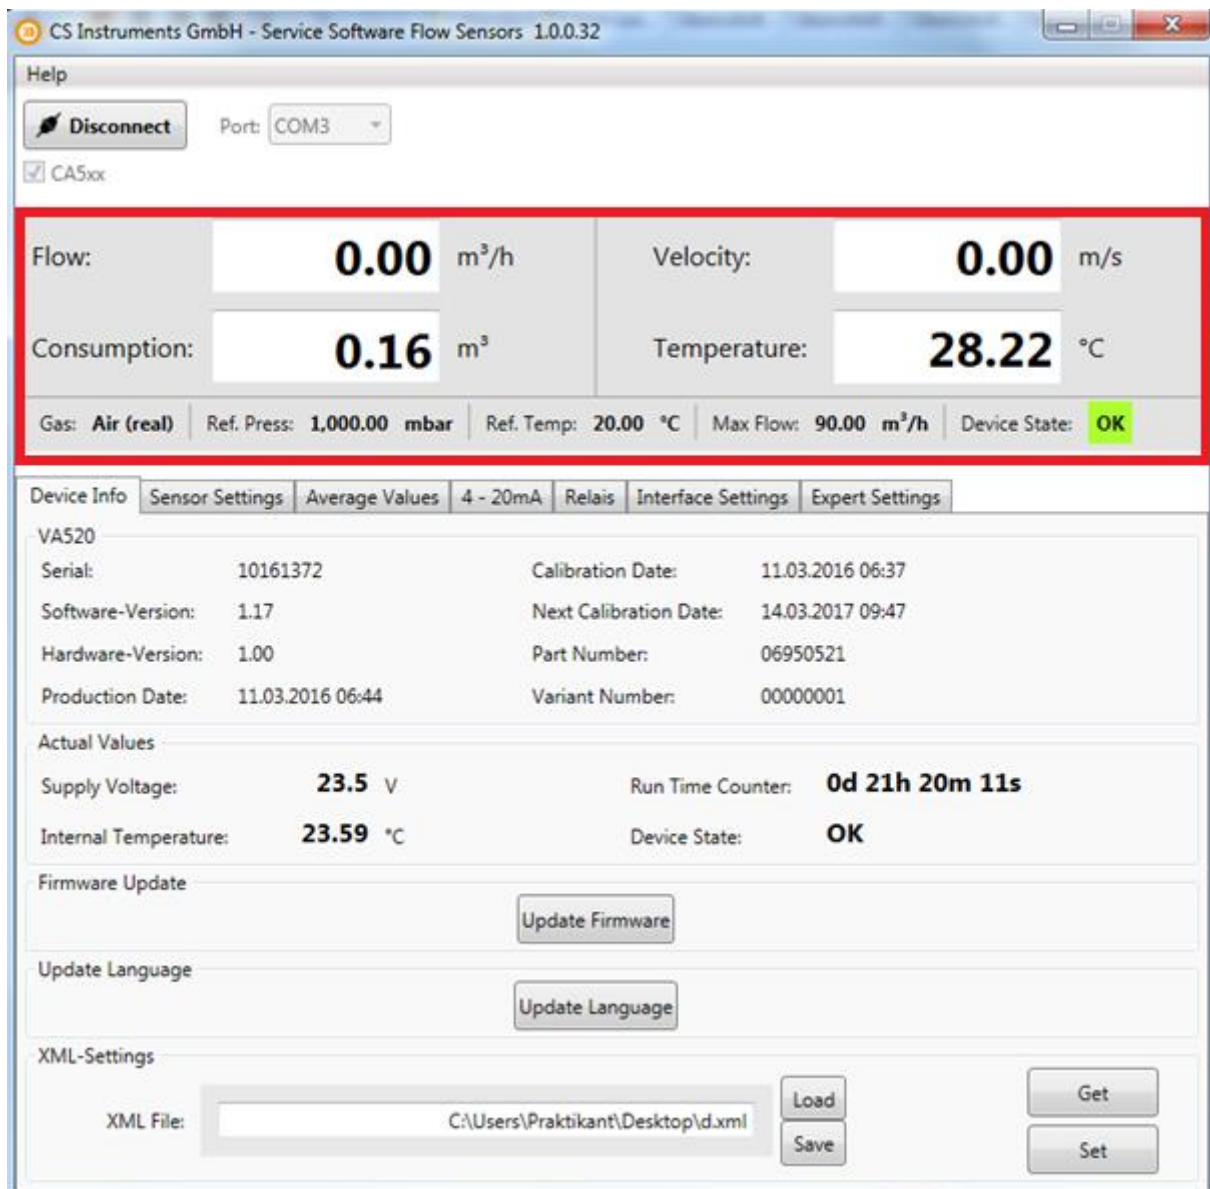 CS Instruments GmbH - Service Software Flow Sensors 1.0.0.32
Help
Disconnect Port: COM3
CA5xx
Flow: 0.00 m³/h Velocity: 0.00 m/s
Consumption: 0.16 m³ Temperature: 28.22 °C
Gas: Air (real) Ref. Press: 1,000.00 mbar Ref. Temp: 20.00 °C Max Flow: 90.00 m³/h Device State: OK
Device Info Sensor Settings Average Values 4 - 20mA Relais Interface Settings Expert Settings
VA520
Serial: 10161372 Calibration Date: 11.03.2016 06:37
Software-Version: 1.17 Next Calibration Date: 14.03.2017 09:47
Hardware-Version: 1.00 Part Number: 06950521
Production Date: 11.03.2016 06:44 Variant Number: 00000001
Actual Values
Supply Voltage: 23.5 V Run Time Counter: 0d 21h 20m 11s
Internal Temperature: 23.59 °C Device State: OK
Firmware Update
Update Firmware
Update Language
Update Language
XML-Settings
XML File: C:\Users\Praktikant\Desktop\d.xml Load Get
Save Set